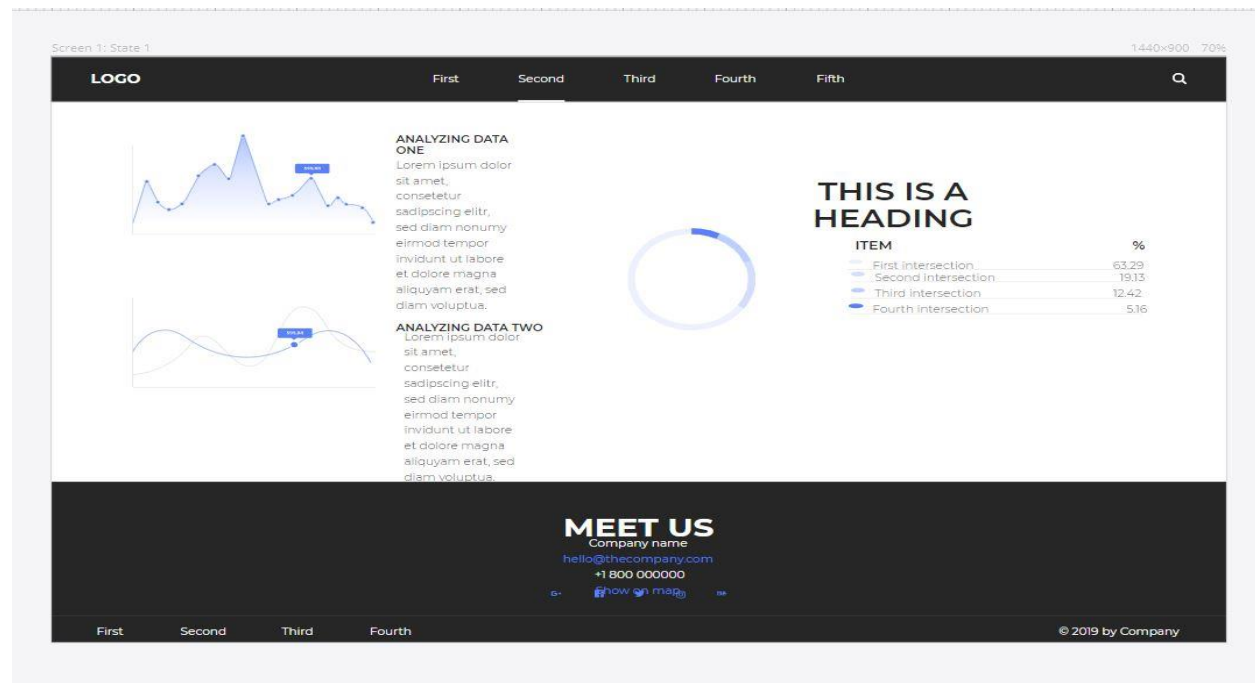 Screen 1: State 1
1440×900 70%
LOGO
First
Second
Third
Fourth
Fifth
ANALYZING DATA
ONE
Lorem ipsum dolor
sit amet,
consetetur
sadipscing elitr,
sed diam nonumy
eirmod tempor
invidunt ut labore
et dolore magna
aliquyam erat, sed
diam voluptua.
ANALYZING DATA TWO
Lorem ipsum dolor
sit amet,
consetetur
sadipscing elitr,
sed diam nonumy
eirmod tempor
invidunt ut labore
et dolore magna
aliquyam erat, sed
diam voluptua.
THIS IS A
HEADING
ITEM %
First intersection 63.29
Second intersection 19.13
Third intersection 12.42
Fourth intersection 5.16
MEET US
Company name
hello@thecompany.com
+1 800 000000
Show on map
First
Second
Third
Fourth
© 2019 by Company